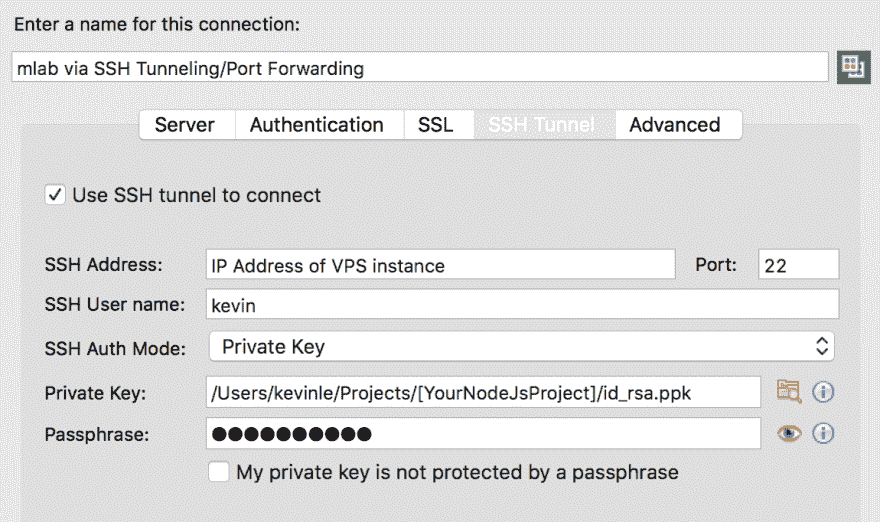 Enter a name for this connection:
mlab via SSH Tunneling/Port Forwarding
Server Authentication SSL SSH Tunnel Advanced
Use SSH tunnel to connect
SSH Address: IP Address of VPS instance Port: 22
SSH User name: kevin
SSH Auth Mode: Private Key
Private Key: /Users/kevinle/Projects/[YourNodeJsProject]/id_rsa.ppk
Passphrase: ●●●●●●●●●●
My private key is not protected by a passphrase